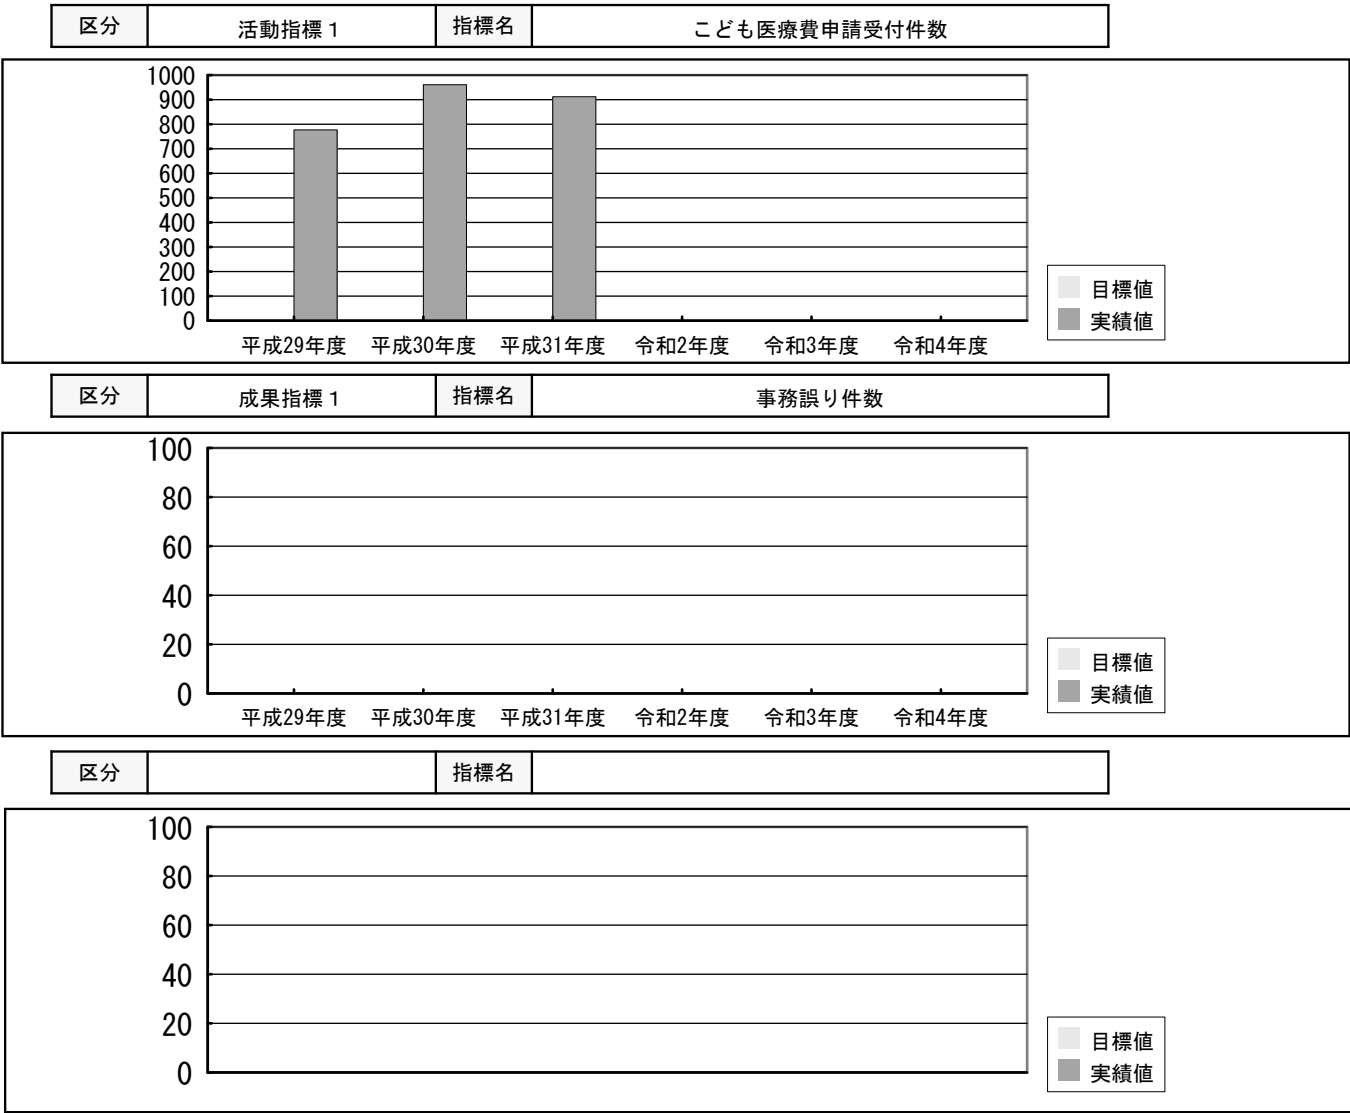 区分 活動指標１ 指標名 こども医療費申請受付件数
1000
900
800
700
600
500
400
300
200
100
0
平成29年度 平成30年度 平成31年度 令和2年度 令和3年度 令和4年度
目標値
実績値
区分 成果指標１ 指標名 事務誤り件数
100
80
60
40
20
0
平成29年度 平成30年度 平成31年度 令和2年度 令和3年度 令和4年度
目標値
実績値
区分 指標名
100
80
60
40
20
0
目標値
実績値